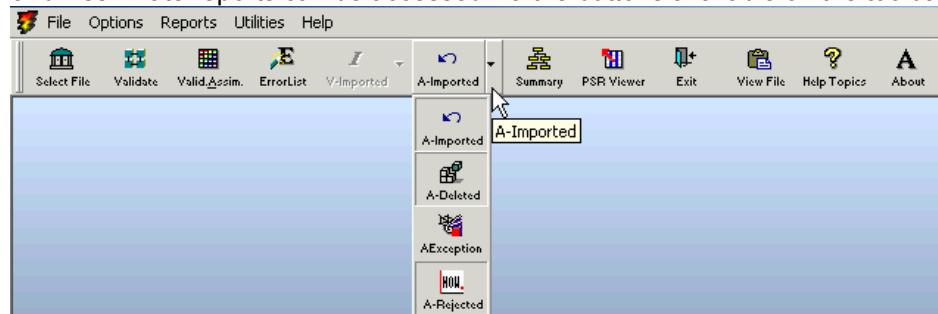 File Options Reports Utilities Help
Select File Validate Valid.Assim. ErrorList V-Imported A-Imported Summary PSR Viewer Exit View File Help Topics About
A-Imported
A-Imported
A-Deleted
AException
HOW.
A-Rejected